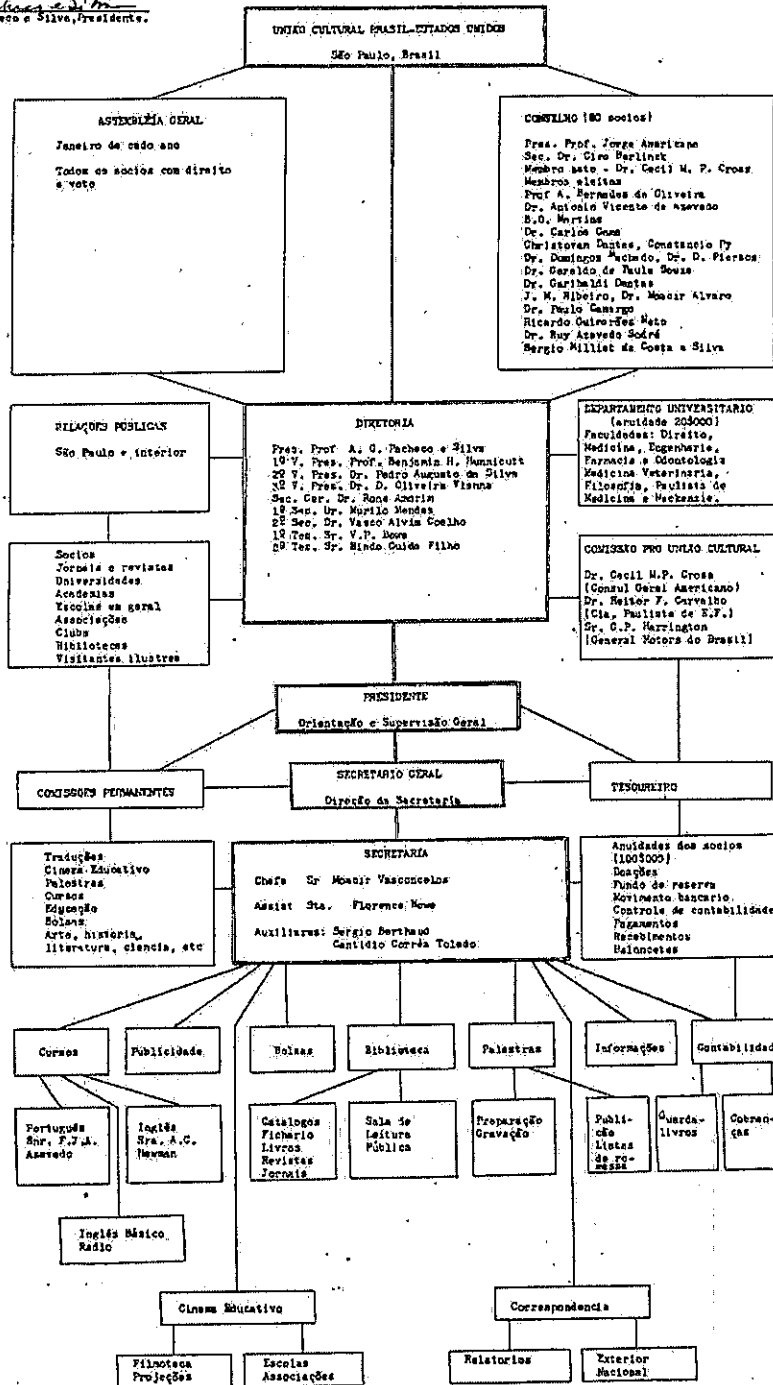 eco e Silva, Presidente.
UNIÃO CULTURAL BRASIL-ESTADOS UNIDOS
São Paulo, Brasil
ASSEMBLÉIA GERAL
Janeiro de cada ano
Todos os socios com direito
a voto
CONSELHO (80 socios)
Pres. Prof. Jorge Americano
Sec. Dr. Ciro Berlinck
Membro nato - Dr. Cecil M. P. Cross
Membros eleitos
Prof A. Bermudes de Oliveira
Dr. Antonio Vicente de Azevedo
B.O. Martins
Dr. Carlos Gama
Christovam Dantas, Constancio Py
Dr. Domingos Machado, Dr. D. Pierson
Dr. Geraldo de Paula Souza
Dr. Garibaldi Dantas
J. M. Ribeiro, Dr. Moacir Alvaro
Dr. Paulo Camargo
Ricardo Guimarães Neto
Dr. Ruy Azevedo Sodré
Sergio Milliet da Costa e Silva
RELAÇÕES PÚBLICAS
São Paulo e interior
DIRETORIA
Pres. Prof A. C. Pacheco e Silva
1º V. Pres. Prof. Benjamin H. Hunnicutt
2º V. Pres. Dr. Pedro Augusto da Silva
3º V. Pres. Dr. D. Oliveira Vianna
Sec. Ger. Dr. Rone Amorim
1º Sec. Dr. Murilo Mendes
2º Sec. Dr. Vasco Alvim Coelho
1º Tes. Sr. V.P. Bowe
2º Tes. Sr. Guido Filho
DEPARTAMENTO UNIVERSITARIO
(anuidade 20$000)
Faculdades: Direito,
Medicina, Engenharia,
Farmacia e Odontologia
Medicina Veterinaria,
Filosofia, Paulista de
Medicina e Mackenzie.
Socios
Jornais e revistas
Universidades
Academias
Escolas em geral
Associações
Clubs
Bibliotecas
Visitantes ilustres
COMISSÃO PRO UNIÃO CULTURAL
Dr. Cecil M.P. Cross
(Consul Geral Americano)
Dr. Heitor F. Carvalho
(Cia. Paulista de E.F.)
Sr. G.P. Harrington
(General Motors do Brasil)
PRESIDENTE
Orientação e Supervisão Geral
COMISSÕES PERMANENTES
SECRETARIO GERAL
Direção da Secretaria
TESOUREIRO
Traduções
Cinema Educativo
Palestras
Cursos
Educação
Bolsas
Arte, historia,
literatura, ciencia, etc
SECRETARIA
Chefe Sr Moacir Vasconcelos
Assist Sta. Florence Howe
Auxiliares: Sergio Berthaud
Cantidio Corrêa Toledo
Anuidades dos socios
(100$000)
Doações
Fundo de reserva
Movimento bancario
Controle de contabilidade
Pagamentos
Recebimentos
Balancetes
Cursos
Publicidade
Bolsas
Biblioteca
Palestras
Informações
Contabilidad
Português
Snr. F.J.A.
Azevedo
Inglês
Sra. A.C.
Newman
Catálogos
Fichario
Livros
Revistas
Jornais
Sala de
Leitura
Pública
Preparação
Gravação
Publi-
cação
Listas
de re-
messa
Guarda-
livros
Cobran-
ças
Inglês Básico
Radio
Cinema Educativo
Correspondencia
Filmoteca
Projeções
Escolas
Associações
Relatorios
Exterior
Nacional